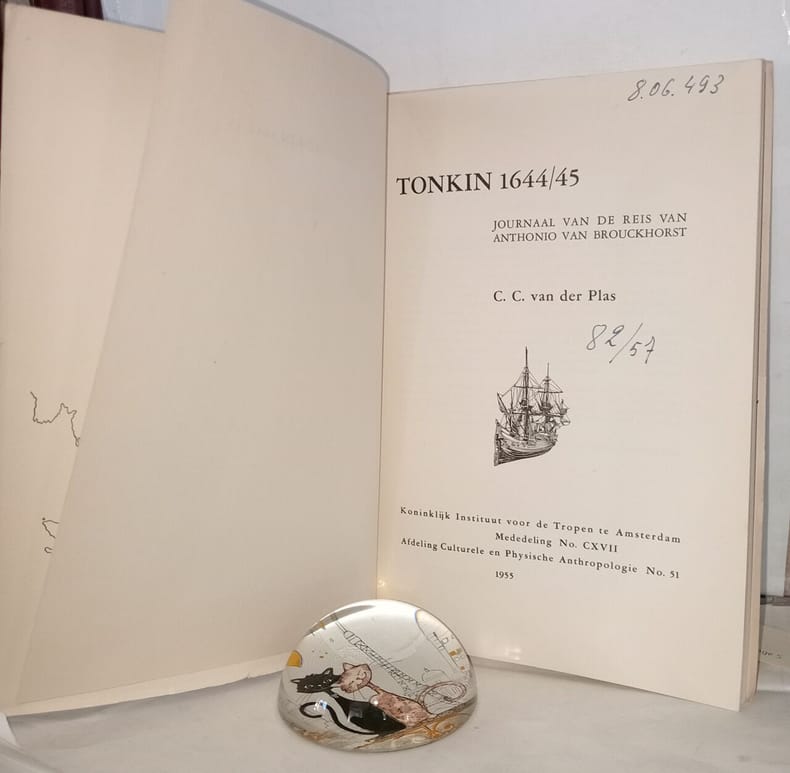 8.06.493
TONKIN 1644/45
JOURNAAL VAN DE REIS VAN
ANTHONIO VAN BROUCKHORST
C. C. van der Plas
82/57
Koninklijk Instituut voor de Tropen te Amsterdam
Mededeling No. CXVII
Afdeling Culturele en Physische Anthropologie No. 51
1955